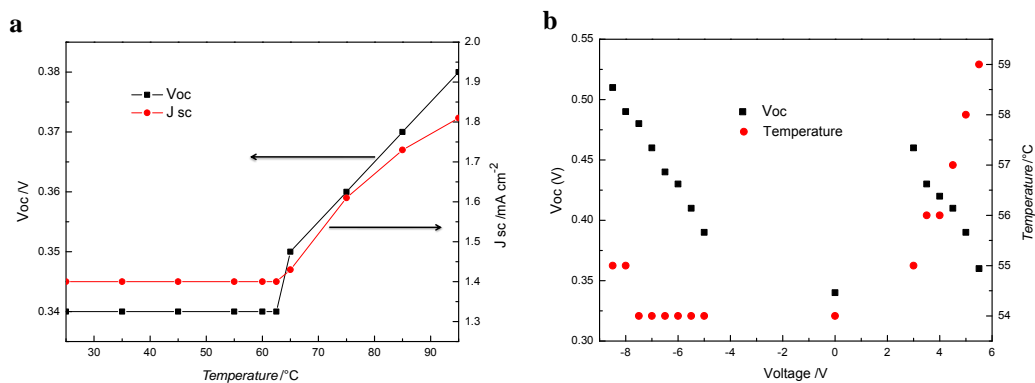 a
Voc /V
0.38
0.37
0.36
0.35
0.34
Voc
J sc
2.0
1.9
1.8
1.7
1.6
1.5
1.4
1.3
J sc /mA cm-2
30 40 50 60 70 80 90
Temperature /°C
b
Voc (V)
0.55
0.50
0.45
0.40
0.35
0.30
Voc
Temperature
59
58
57
56
55
54
Temperature /°C
-8 -6 -4 -2 0 2 4 6
Voltage /V